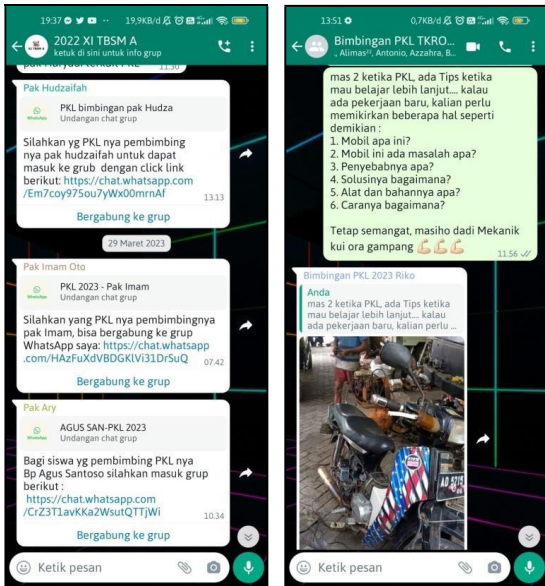 19:37
19,9KB/d
2022 XI TBSM A
ketuk di sini untuk info grup
11.50
Pak Hudzaifah
PKL bimbingan pak Hudza
Undangan chat grup
WhatsApp
Silahkan yg PKL nya pembimbing
nya pak hudzaifah untuk dapat
masuk ke grub dengan click link
berikut: https://chat.whatsapp.com
/Em7coy975ou7yWx00mrnAf
13.13
Bergabung ke grup
29 Maret 2023
Pak Imam Oto
PKL 2023 - Pak Imam
Undangan chat grup
WhatsApp
Silahkan yang PKL nya pembimbingnya
pak Imam, bisa bergabung ke grup
WhatsApp saya: https://chat.whatsapp
.com/HAzFuXdVBDGKlVi31DrSuQ
07.42
Bergabung ke grup
Pak Ary
AGUS SAN-PKL 2023
Undangan chat grup
WhatsApp
Bagi siswa yg pembimbing PKL nya
Bp Agus Santoso silahkan masuk grup
berikut :
https://chat.whatsapp.com
/CrZ3T1avKKa2WsutQTTjWi
10.34
Bergabung ke grup
Ketik pesan
13:51
0,7KB/d
Bimbingan PKL TKRO...
, Antonio, Azzahra, B...
mas 2 ketika PKL, ada Tips ketika
mau belajar lebih lanjut.... kalau
ada pekerjaan baru, kalian perlu
memikirkan beberapa hal seperti
demikian :
1. Mobil apa ini?
2. Mobil ini ada masalah apa?
3. Penyebabnya apa?
4. Solusinya bagaimana?
5. Alat dan bahannya apa?
6. Caranya bagaimana?
Tetap semangat, masiho dadi Mekanik
kui ora gampang 💪💪💪
11.56
Bimbingan PKL 2023 Riko
Anda
mas 2 ketika PKL, ada Tips ketika
mau belajar lebih lanjut.... kalau
ada pekerjaan baru, kalian perlu ...
Ketik pesan